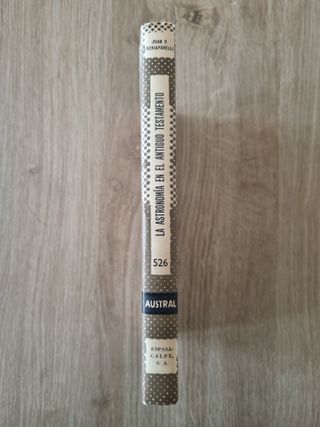 JUAN V.
SCHIAPARELLI
LA ASTRONOMÍA EN EL ANTIGUO TESTAMENTO
526
AUSTRAL
ESPASA-
CALPE,
S. A.